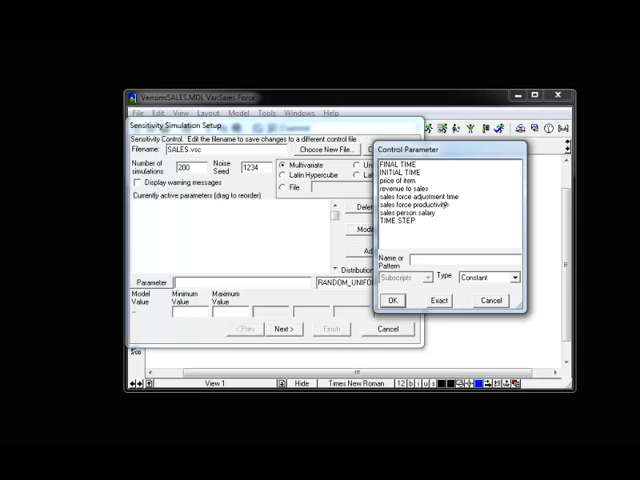 Vensim:SALES.MDL Var:Sales Force
File Edit View Layout Model Tools Windows Help
Sensitivity Simulation Setup
Sensitivity Control. Edit the filename to save changes to a different control file
Filename: SALES.vsc Choose New File...
Number of simulations 200 Noise Seed 1234
Multivariate
Latin Hypercube
File
Display warning messages
Currently active parameters (drag to reorder)
Distribution
Parameter RANDOM_UNIFO
Model Value Minimum Value Maximum Value
< Prev Next > Finish Cancel
Control Parameter
FINAL TIME
INITIAL TIME
price of item
revenue to sales
sales force adjustment time
sales force productivity
sales person salary
TIME STEP
Name or Pattern
Subscripts Type Constant
OK Exact Cancel
View 1 Hide Times New Roman 12 b i u s